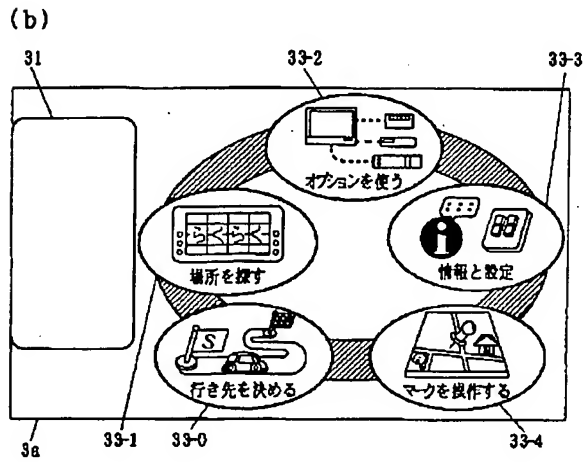 (b)
31
33-2
33-3
オプションを使う
らくらく
場所を探す
i
情報と設定
S
行き先を決める
マークを操作する
3a
33-1
33-0
33-4